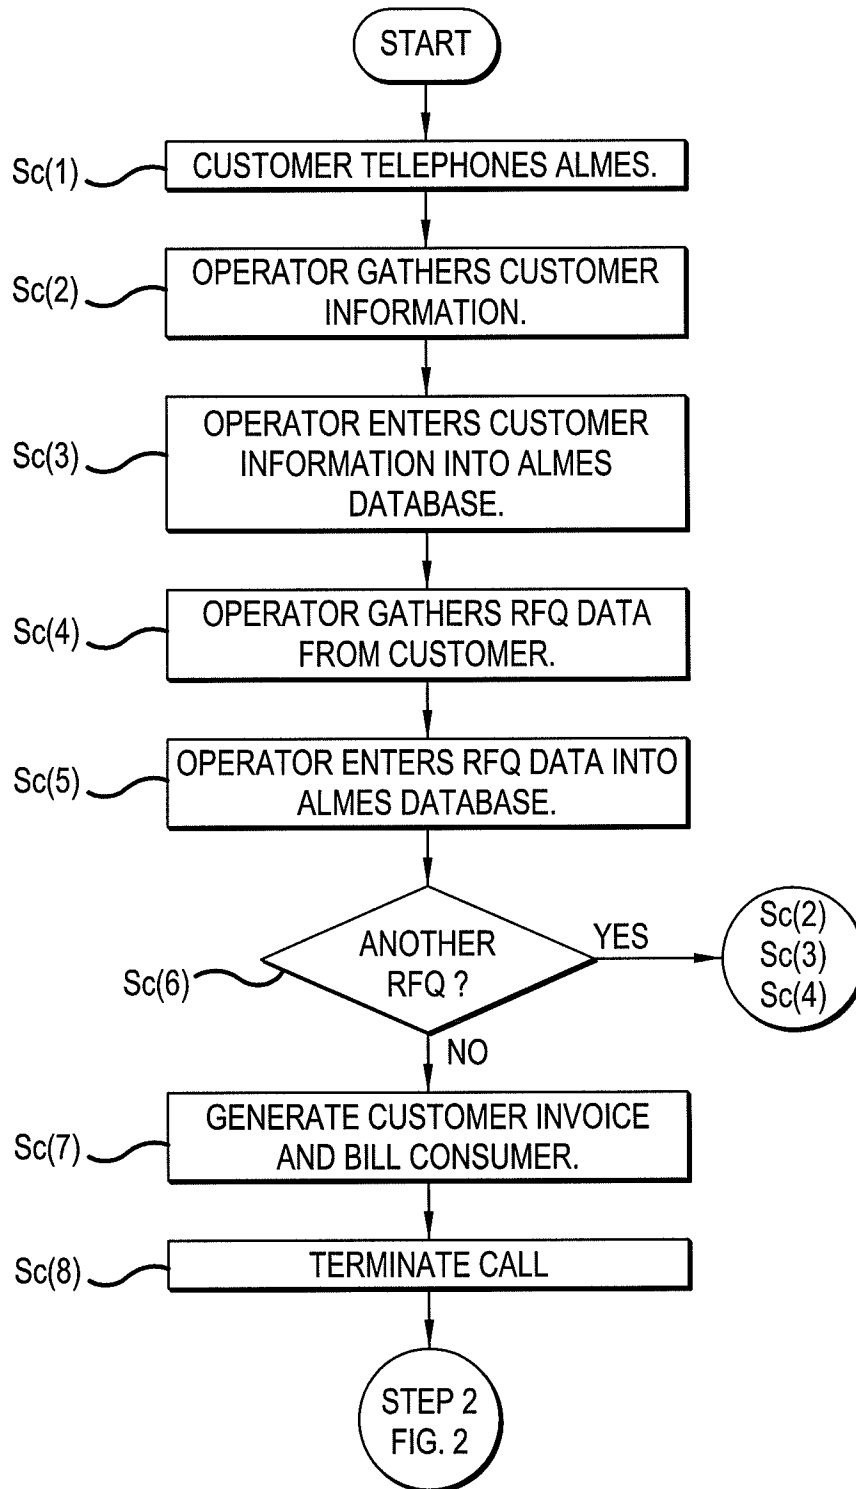 START
Sc(1)
CUSTOMER TELEPHONES ALMES.
Sc(2)
OPERATOR GATHERS CUSTOMER
INFORMATION.
Sc(3)
OPERATOR ENTERS CUSTOMER
INFORMATION INTO ALMES
DATABASE.
Sc(4)
OPERATOR GATHERS RFQ DATA
FROM CUSTOMER.
Sc(5)
OPERATOR ENTERS RFQ DATA INTO
ALMES DATABASE.
Sc(6)
ANOTHER
RFQ ?
YES
Sc(2)
Sc(3)
Sc(4)
NO
Sc(7)
GENERATE CUSTOMER INVOICE
AND BILL CONSUMER.
Sc(8)
TERMINATE CALL
STEP 2
FIG. 2